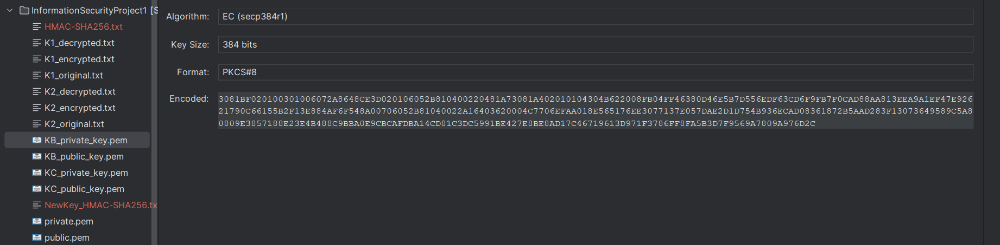 InformationSecurityProject1 [S
HMAC-SHA256.txt
K1_decrypted.txt
K1_encrypted.txt
K1_original.txt
K2_decrypted.txt
K2_encrypted.txt
K2_original.txt
KB_private_key.pem
KB_public_key.pem
KC_private_key.pem
KC_public_key.pem
NewKey_HMAC-SHA256.tx
private.pem
public.pem
Algorithm: EC (secp384r1)
Key Size: 384 bits
Format: PKCS#8
Encoded: 3081BF020100301006072A8648CE3D020106052B810400220481A73081A402010104304B622008FB04FF46380D46E5B7D556EDF63CD6F9FB7F0CAD88AA813EEA9A1EF47E926
21790C66155B2F13E884AF6F548A00706052B81040022A16403620004C7706EFAA018E565176EE3077137E057DAE2D1D754B936ECAD08361872B5AAD283F13073649589C5A8
0809E3857188E23E4B488C9BBA0E9CBCAFDBA14CD81C3DC5991BE427E8BE8AD17C46719613D971F3786FF8FA5B3D7F9569A7809A976D2C